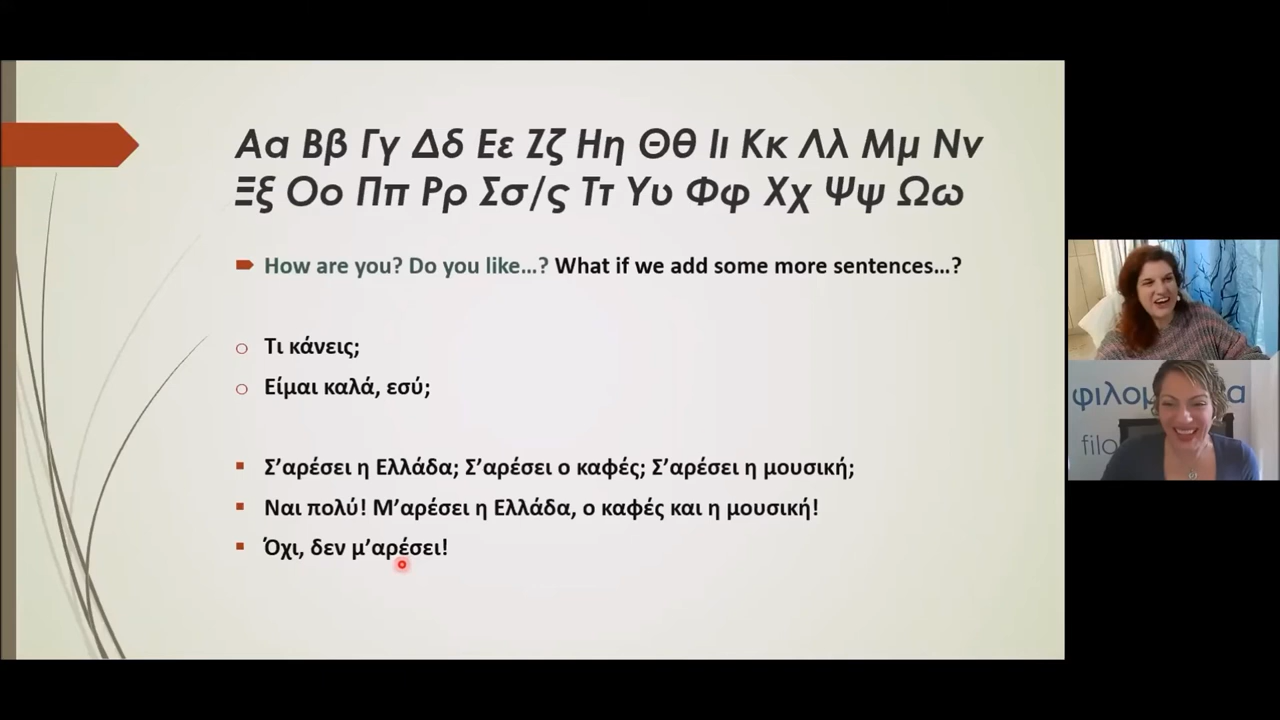 Αα Ββ Γγ Δδ Εε Ζζ Ηη Θθ Ιι Κκ Λλ Μμ Νν
Ξξ Οο Ππ Ρρ Σσ/ς Ττ Υυ Φφ Χχ Ψψ Ωω
How are you? Do you like…? What if we add some more sentences…?
Τι κάνεις;
Είμαι καλά, εσύ;
Σ’αρέσει η Ελλάδα; Σ’αρέσει ο καφές; Σ’αρέσει η μουσική;
Ναι πολύ! Μ’αρέσει η Ελλάδα, ο καφές και η μουσική!
Όχι, δεν μ’αρέσει!